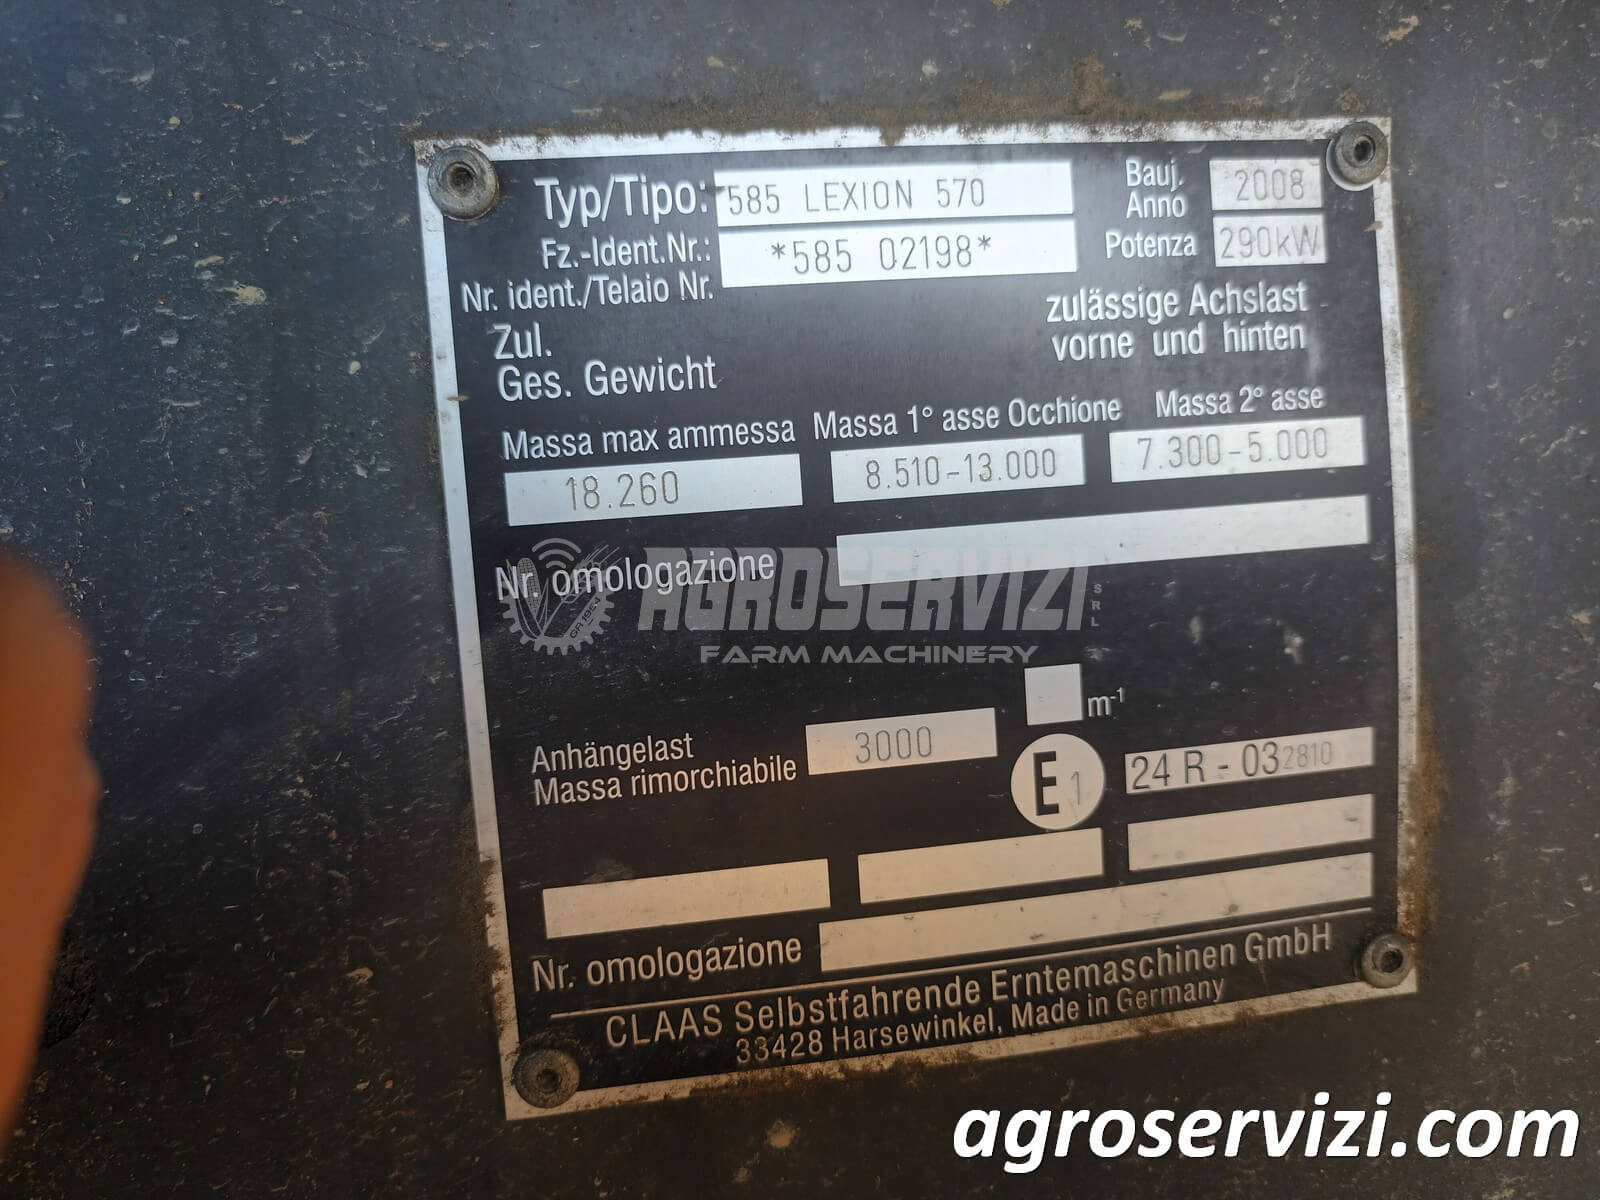 Typ/Tipo: 585 LEXION 570
Bauj. Anno 2008
Fz.-Ident.Nr.: *585 02198*
Nr. ident./Telaio Nr.
Potenza 290kW
Zul.
Ges. Gewicht
zulässige Achslast
vorne und hinten
Massa max ammessa Massa 1° asse Occhione Massa 2° asse
18.260 8.510-13.000 7.300-5.000
Nr. omologazione
GR 1954
AGROSERVIZI SRL
FARM MACHINERY
m-1
Anhängelast
Massa rimorchiabile 3000
E1 24 R - 032810
Nr. omologazione
CLAAS Selbstfahrende Erntemaschinen GmbH
33428 Harsewinkel, Made in Germany
agroservizi.com